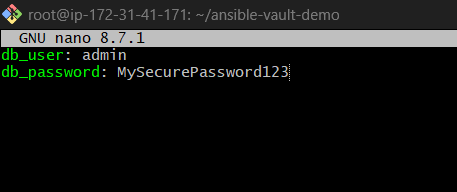 root@ip-172-31-41-171: ~/ansible-vault-demo
GNU nano 8.7.1
db_user: admin
db_password: MySecurePassword123